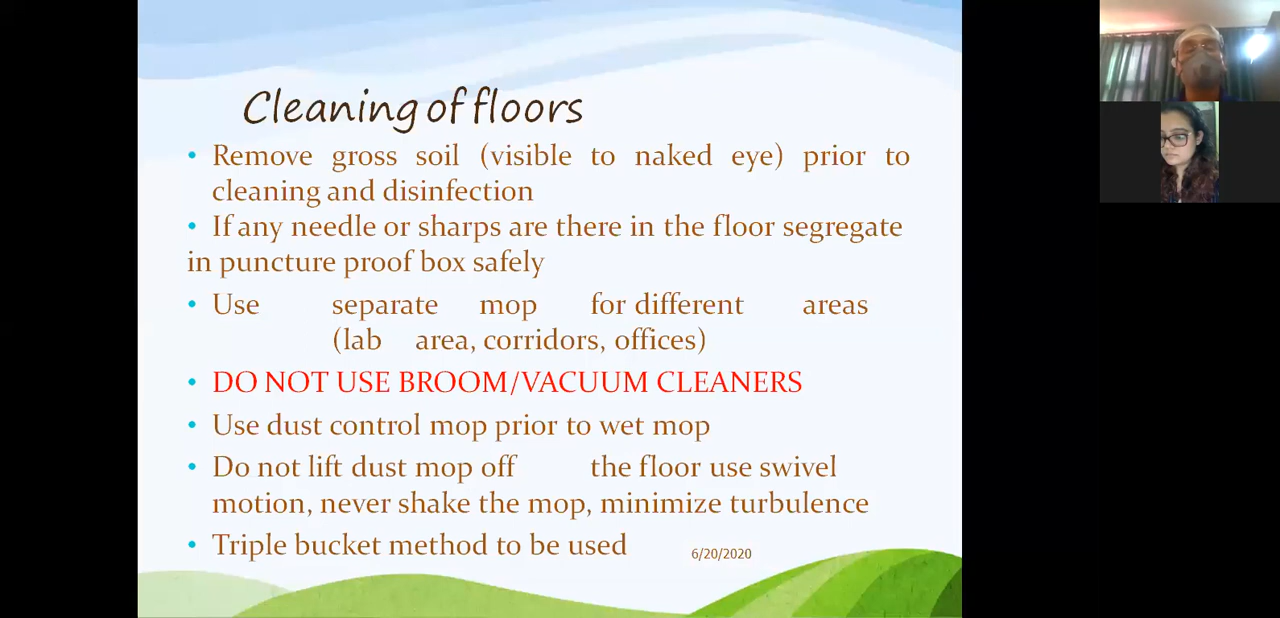 Cleaning of floors
• Remove gross soil (visible to naked eye) prior to
cleaning and disinfection
• If any needle or sharps are there in the floor segregate
in puncture proof box safely
• Use separate mop for different areas
(lab area, corridors, offices)
• DO NOT USE BROOM/VACUUM CLEANERS
• Use dust control mop prior to wet mop
• Do not lift dust mop off the floor use swivel
motion, never shake the mop, minimize turbulence
• Triple bucket method to be used
6/20/2020